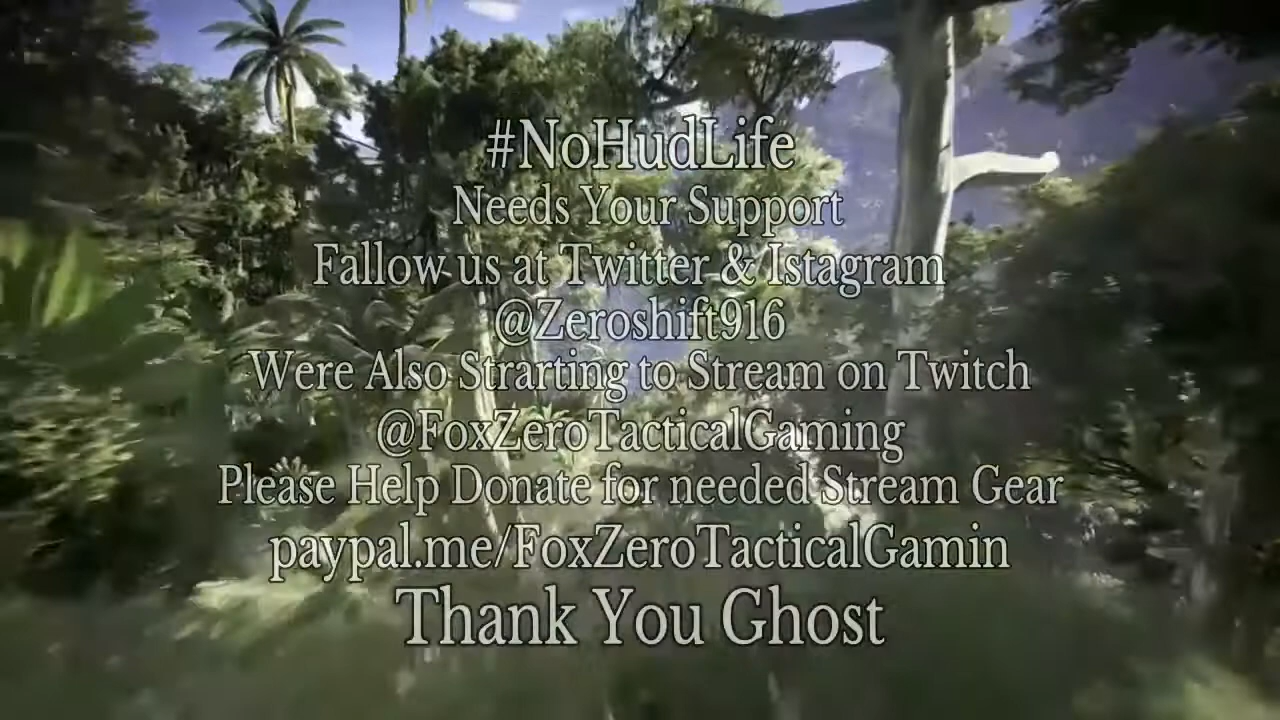 #NoHudLife
Needs Your Support
Fallow us at Twitter & Istagram
@Zeroshift916
Were Also Strarting to Stream on Twitch
@FoxZeroTacticalGaming
Please Help Donate for needed Stream Gear
paypal.me/FoxZeroTacticalGamin
Thank You Ghost